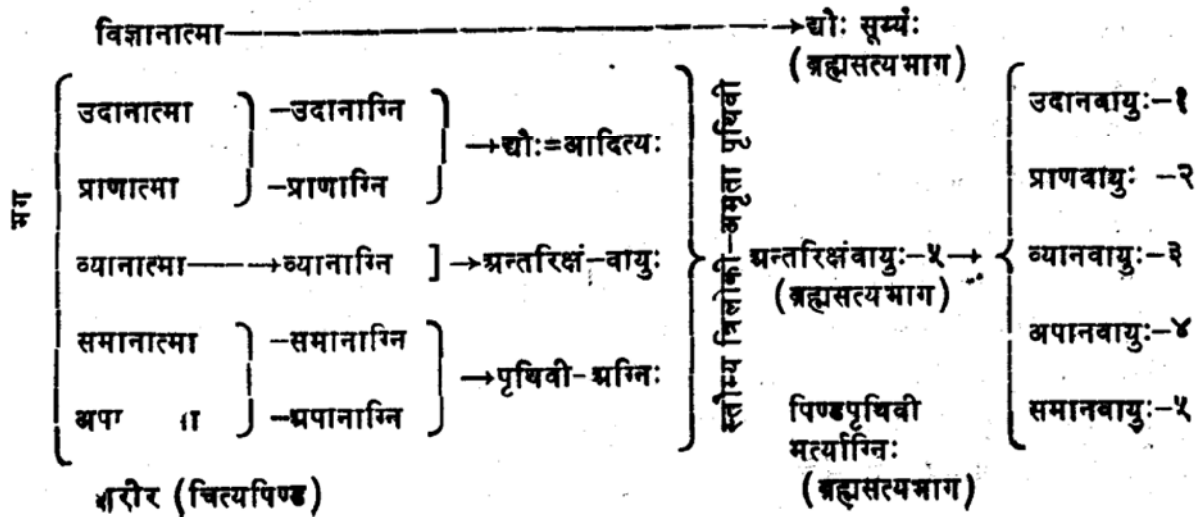 विज्ञानात्मा → द्यौः सूर्य्यः
(ब्रह्मसत्यभाग)
उदानात्मा -उदानाग्नि
→द्यौः=आदित्यः
प्राणात्मा -प्राणाग्नि
व्यानात्मा →व्यानाग्नि ] →अन्तरिक्षं-वायुः
समानात्मा -समानाग्नि
→पृथिवी-अग्निः
-अपानाग्नि
स्तोम्य त्रिलोकी-अमृता पृथिवी
अन्तरिक्षंवायुः-५→
(ब्रह्मसत्यभाग)
उदानवायुः-१
प्राणवायुः -२
व्यानवायुः-३
अपानवायुः-४
समानवायुः-५
पिण्डपृथिवी
मर्त्याग्निः
(ब्रह्मसत्यभाग)
(चित्यपिण्ड)